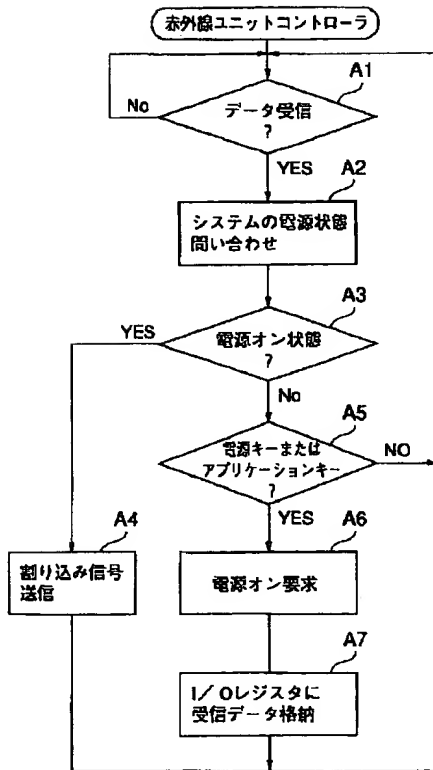 赤外線ユニットコントローラ
A1
No
データ受信
?
YES
A2
システムの電源状態
問い合わせ
A3
YES
電源オン状態
?
No
A5
電源キーまたは
アプリケーションキー
?
NO
YES
A4
割り込み信号
送信
A6
電源オン要求
A7
I/Oレジスタに
受信データ格納